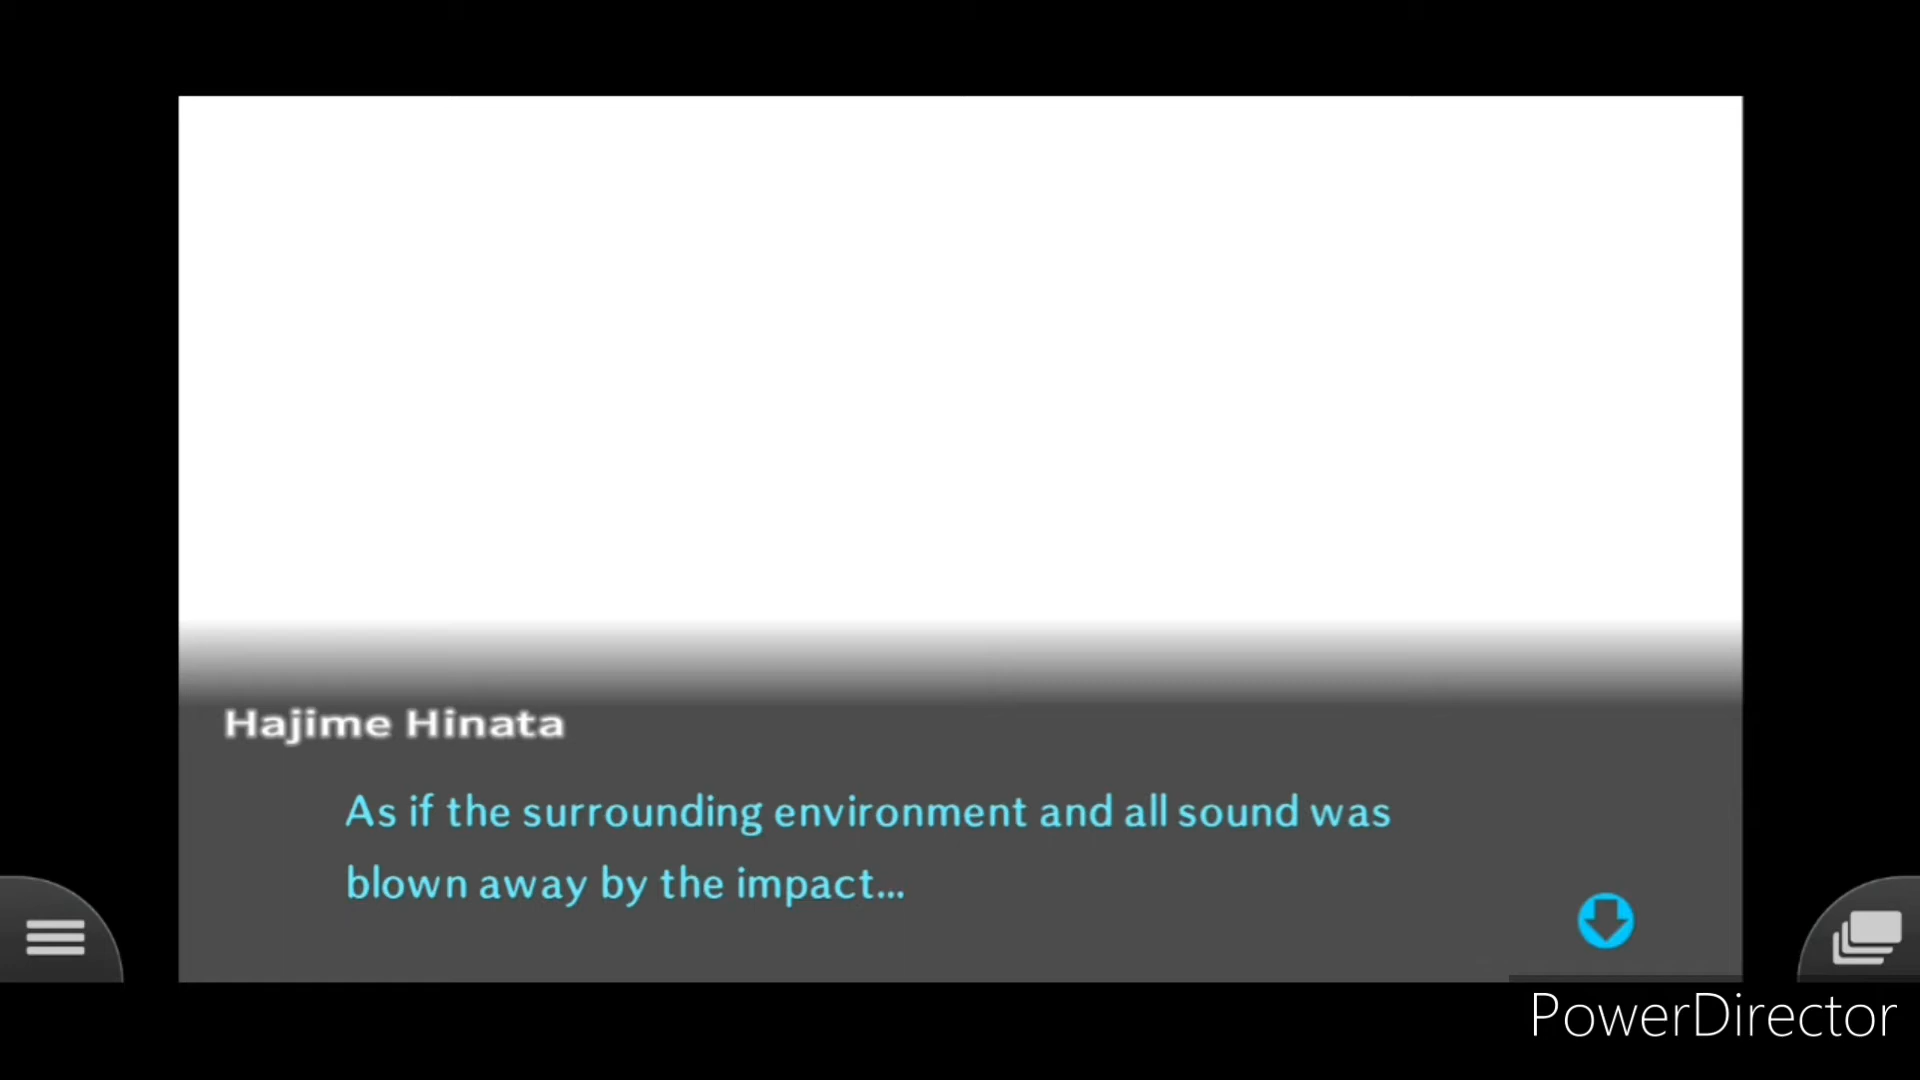 Hajime Hinata
As if the surrounding environment and all sound was
blown away by the impact...
PowerDirector